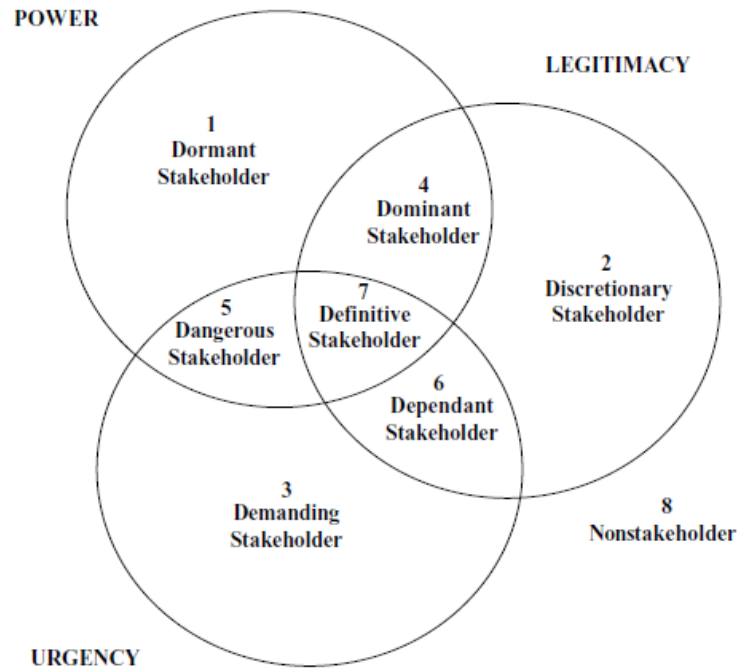 POWER
LEGITIMACY
1
Dormant
Stakeholder
4
Dominant
Stakeholder
2
Discretionary
Stakeholder
5
Dangerous
Stakeholder
7
Definitive
Stakeholder
6
Dependant
Stakeholder
3
Demanding
Stakeholder
8
Nonstakeholder
URGENCY